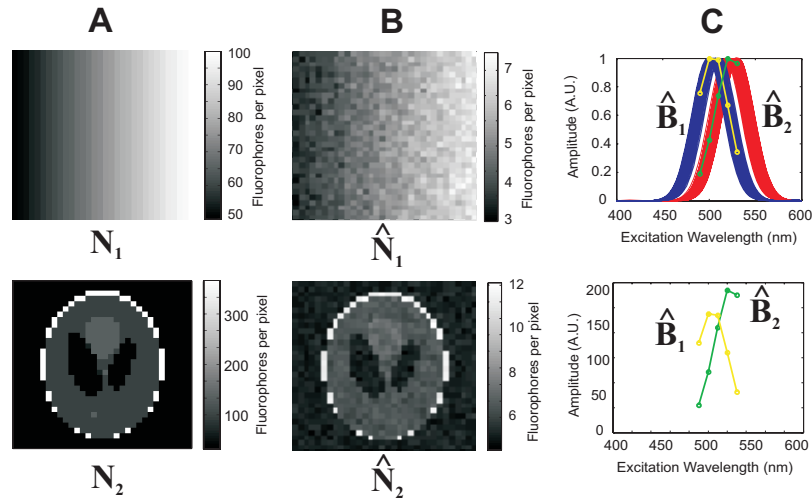 A
B
C
100
90
80
70
60
50
Fluorophores per pixel
N1
7
6
5
4
3
Fluorophores per pixel
N̂1
1
0.8
0.6
0.4
0.2
0
Amplitude (A.U.)
B̂1
B̂2
400 450 500 550 600
Excitation Wavelength (nm)
300
200
100
Fluorophores per pixel
N2
12
10
8
6
Fluorophores per pixel
N̂2
200
150
100
50
0
Amplitude (A.U.)
B̂1
B̂2
400 450 500 550 600
Excitation Wavelength (nm)